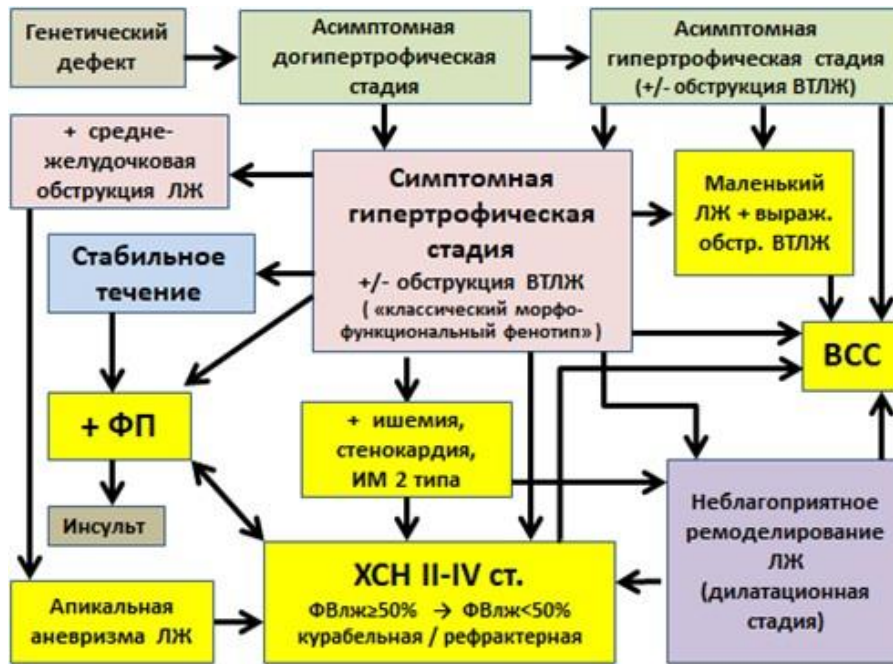 Генетический
дефект
Асимптомная
догипертрофическая
стадия
Асимптомная
гипертрофическая стадия
(+/- обструкция ВТЛЖ)
+ средне-
желудочковая
обструкция ЛЖ
Симптомная
гипертрофическая
стадия
+/- обструкция ВТЛЖ
( «классический морфо-
функциональный фенотип» )
Маленький
ЛЖ + выраж.
обстр. ВТЛЖ
Стабильное
течение
ВСС
+ ФП
+ ишемия,
стенокардия,
ИМ 2 типа
Неблагоприятное
ремоделирование
ЛЖ
(дилатационная
стадия)
Инсульт
Апикальная
аневризма ЛЖ
ХСН II-IV ст.
ФВлж≥50% → ФВлж<50%
курабельная / рефрактерная